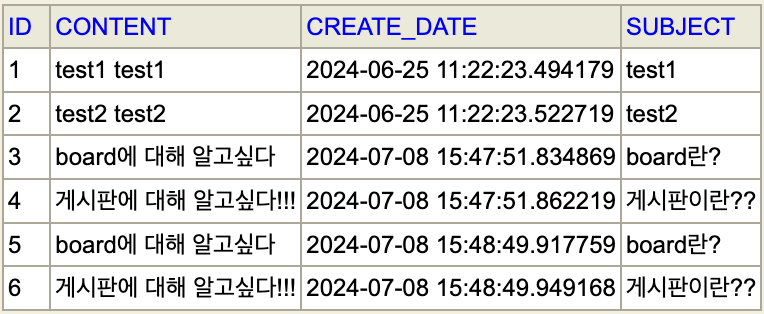 ID CONTENT CREATE_DATE SUBJECT
1 test1 test1 2024-06-25 11:22:23.494179 test1
2 test2 test2 2024-06-25 11:22:23.522719 test2
3 board에 대해 알고싶다 2024-07-08 15:47:51.834869 board란?
4 게시판에 대해 알고싶다!!! 2024-07-08 15:47:51.862219 게시판이란??
5 board에 대해 알고싶다 2024-07-08 15:48:49.917759 board란?
6 게시판에 대해 알고싶다!!! 2024-07-08 15:48:49.949168 게시판이란??